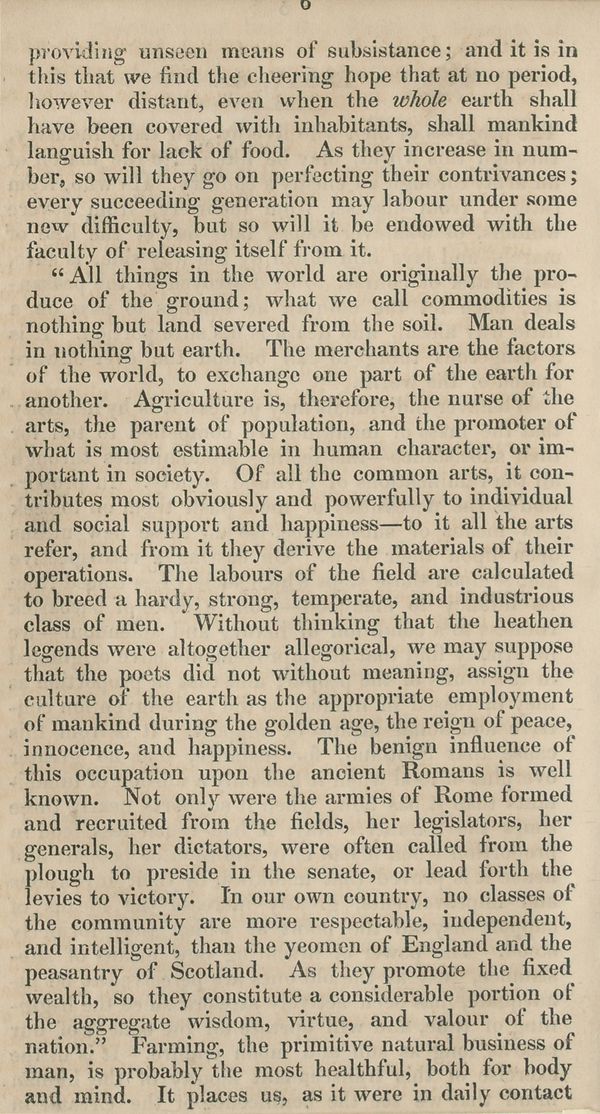 6
providing unseen means of subsistance; and it is in
this that we find the cheering hope that at no period,
however distant, even when the whole earth shall
have been covered with inhabitants, shall mankind
languish for lack of food. As they increase in num-
ber, so will they go on perfecting their contrivances;
every succeeding generation may labour under some
new difficulty, but so will it be endowed with the
faculty of releasing itself from it.
“All things in the world are originally the pro-
duce of the ground; what we call commodities is
nothing but land severed from the soil. Man deals
in nothing but earth. The merchants are the factors
of the world, to exchange one part of the earth for
another. Agriculture is, therefore, the nurse of the
arts, the parent of population, and the promoter of
what is most estimable in human character, or im-
portant in society. Of all the common arts, it con-
tributes most obviously and powerfully to individual
and social support and happiness—to it all the arts
refer, and from it they derive the materials of their
operations. The labours of the field are calculated
to breed a hardy, strong, temperate, and industrious
class of men. Without thinking that the heathen
legends were altogether allegorical, we may suppose
that the poets did not without meaning, assign the
culture of the earth as the appropriate employment
of mankind during the golden age, the reign of peace,
innocence, and happiness. The benign influence of
this occupation upon the ancient Romans is well
known. Not only were the armies of Rome formed
and recruited from the fields, her legislators, her
generals, her dictators, were often called from the
plough to preside in the senate, or lead forth the
levies to victory. In our own country, no classes of
the community are more respectable, independent,
and intelligent, than the yeomen of England and the
peasantry of Scotland. As they promote the fixed
wealth, so they constitute a considerable portion of
the aggregate wisdom, virtue, and valour of the
nation.” Farming, the primitive natural business of
man, is probably the most healthful, both for body
and mind. It places us, as it were in daily contact